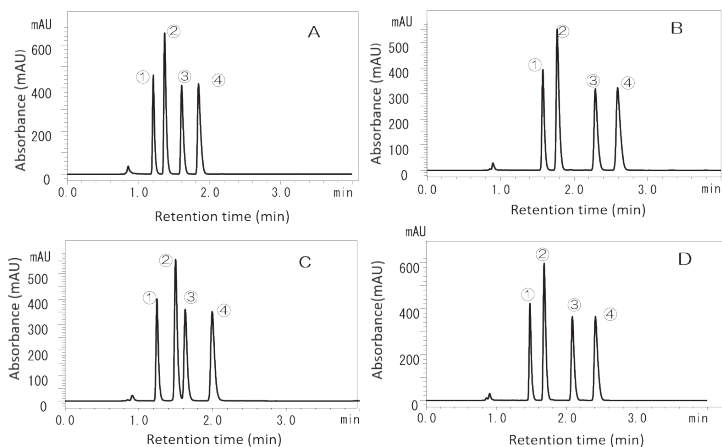 mAU
A
②
①
③
④
600
400
200
0
Absorbance (mAU)
0.0
1.0
2.0
3.0
min
Retention time (min)
mAU
B
②
①
③
④
500
400
300
200
100
0
Absorbance (mAU)
0.0
1.0
2.0
3.0
min
Retention time (min)
mAU
C
②
①
③
④
500
400
300
200
100
0
Absorbance (mAU)
0.0
1.0
2.0
3.0
min
Retention time (min)
mAU
D
②
①
③
④
600
400
200
0
Absorbance(mAU)
0.0
1.0
2.0
3.0
min
Retention time (min)